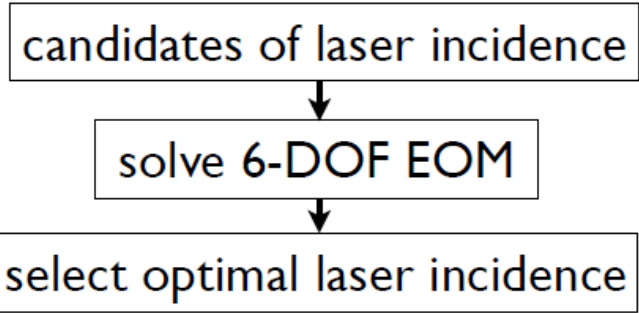 candidates of laser incidence
solve 6-DOF EOM
select optimal laser incidence